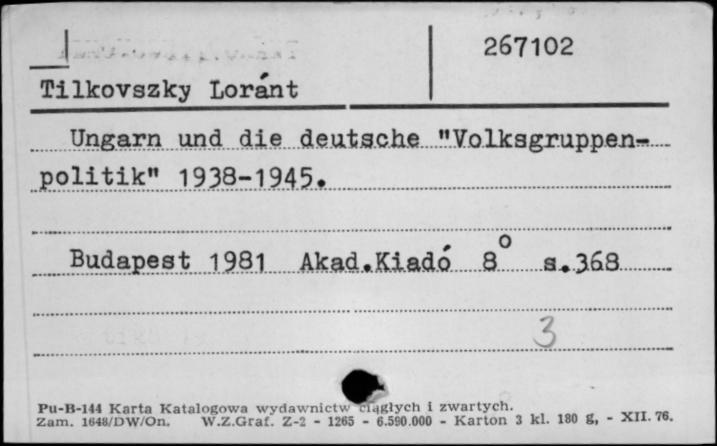 267102
Tilkovszky Loránt
Ungarn und die deutsche "Volksgruppen-
politik" 1938-1945.
Budapest 1981 Akad.Kiadó 8° s.368
3
Pu-B-144 Karta Katalogowa wydawnictw ciągłych i zwartych.
Zam. 1648/DW/On. W.Z.Graf. Z-2 - 1265 - 6.590.000 - Karton 3 kl. 180 g, - XII. 76.